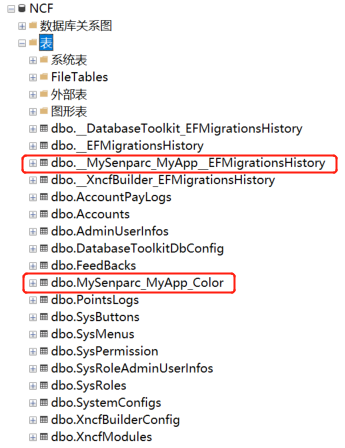 NCF
数据库关系图
表
系统表
FileTables
外部表
图形表
dbo.__DatabaseToolkit_EFMigrationsHistory
dbo.__EFMigrationsHistory
dbo.__MySenparc_MyApp__EFMigrationsHistory
dbo.__XncfBuilder_EFMigrationsHistory
dbo.AccountPayLogs
dbo.Accounts
dbo.AdminUserInfos
dbo.DatabaseToolkitDbConfig
dbo.FeedBacks
dbo.MySenparc_MyApp_Color
dbo.PointsLogs
dbo.SysButtons
dbo.SysMenus
dbo.SysPermission
dbo.SysRoleAdminUserInfos
dbo.SysRoles
dbo.SystemConfigs
dbo.XncfBuilderConfig
dbo.XncfModules